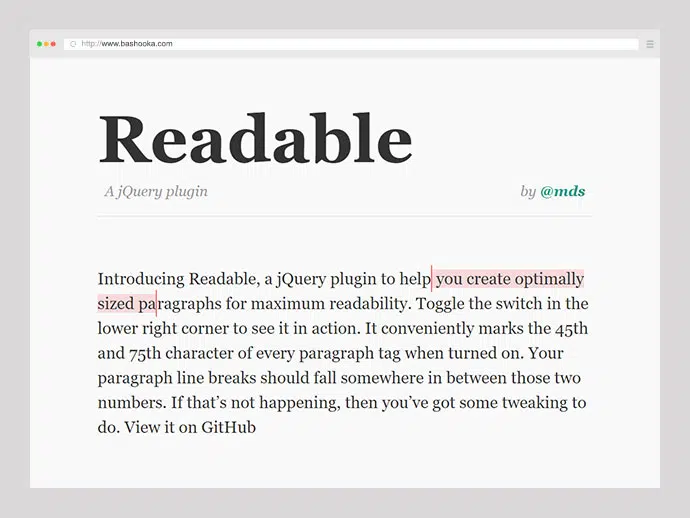 http://www.bashooka.com
Readable
A jQuery plugin
by @mds
Introducing Readable, a jQuery plugin to help you create optimally
sized paragraphs for maximum readability. Toggle the switch in the
lower right corner to see it in action. It conveniently marks the 45th
and 75th character of every paragraph tag when turned on. Your
paragraph line breaks should fall somewhere in between those two
numbers. If that’s not happening, then you’ve got some tweaking to
do. View it on GitHub